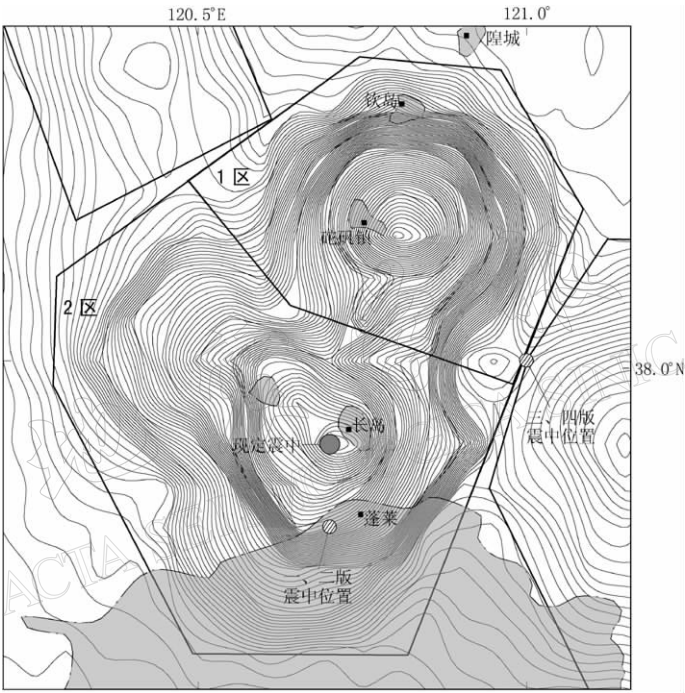 120.5°E
121.0°
隍城
钦岛
1 区
砣矶镇
2 区
38.0°N
三、四版
震中位置
长岛
现定震中
蓬莱
一、二版
震中位置